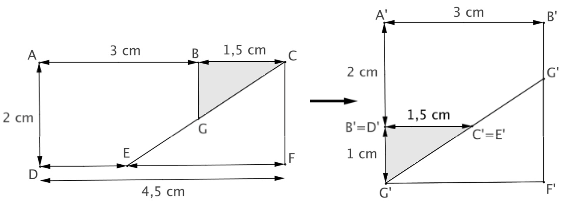 A 3 cm B 1,5 cm C
2 cm
G
E
D F
4,5 cm
A' 3 cm B'
2 cm G'
B'=D' 1,5 cm
C'=E'
1 cm
G' F'